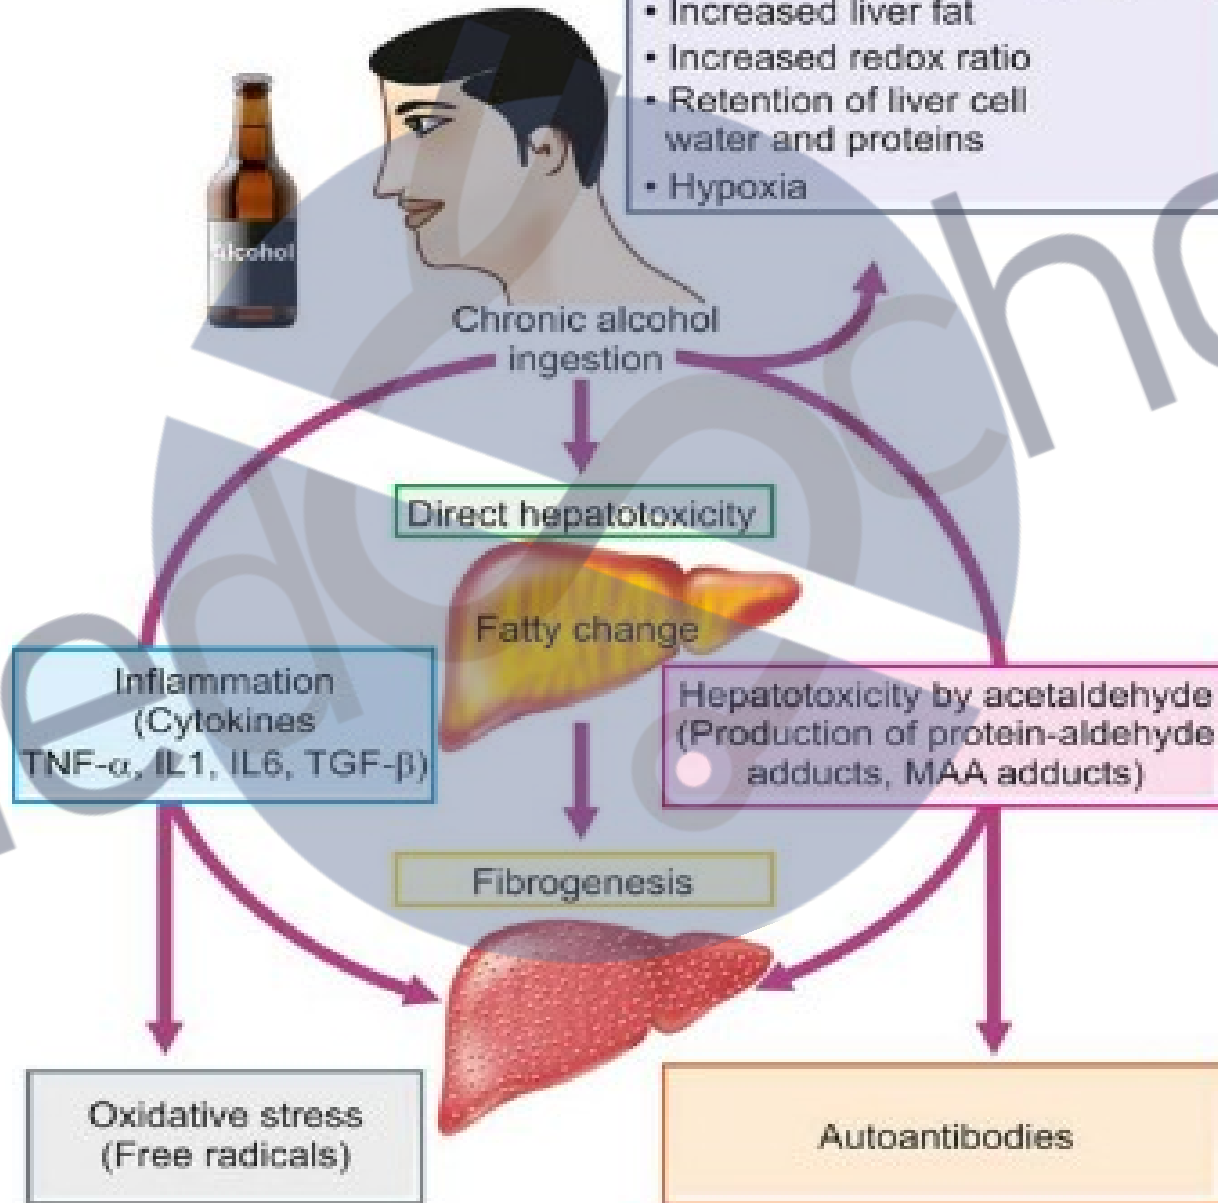 • Increased liver fat
• Increased redox ratio
• Retention of liver cell
water and proteins
• Hypoxia
Alcohol
Chronic alcohol
ingestion
Direct hepatotoxicity
Fatty change
Inflammation
(Cytokines
TNF-α, IL1, IL6, TGF-β)
Hepatotoxicity by acetaldehyde
(Production of protein-aldehyde
adducts, MAA adducts)
Fibrogenesis
Oxidative stress
(Free radicals)
Autoantibodies